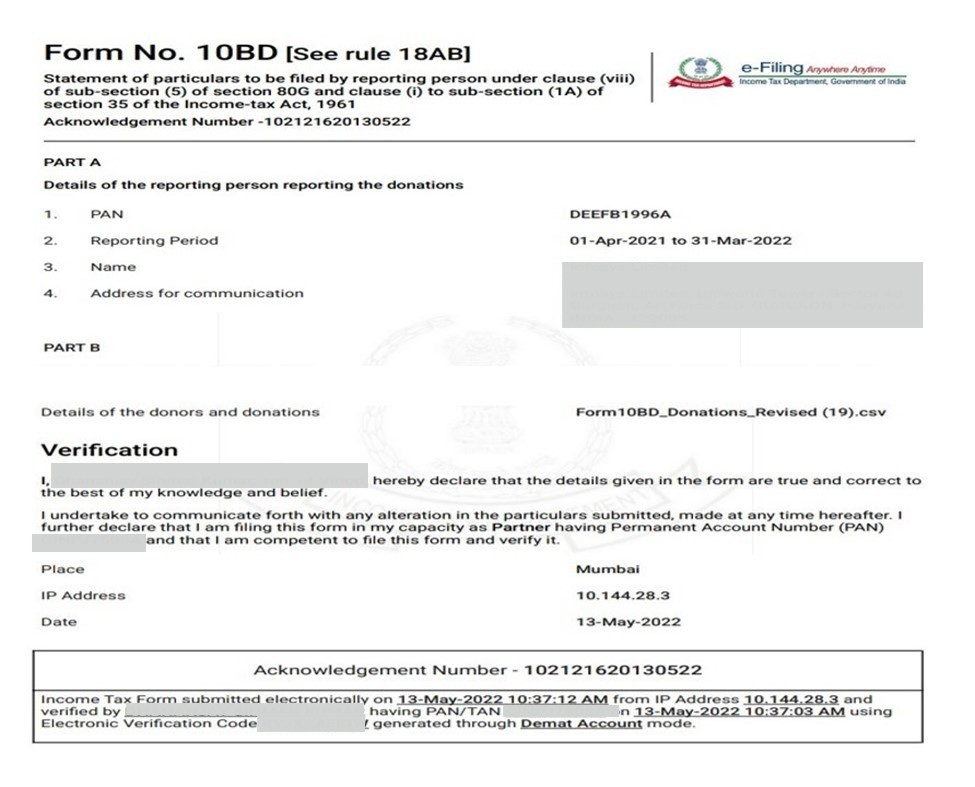 Form No. 10BD [See rule 18AB]
Statement of particulars to be filed by reporting person under clause (viii)
of sub-section (5) of section 80G and clause (i) to sub-section (1A) of
section 35 of the Income-tax Act, 1961
Acknowledgement Number -102121620130522
e-Filing Anywhere Anytime
Income Tax Department, Government of India
PART A
Details of the reporting person reporting the donations
1. PAN DEEFB1996A
2. Reporting Period 01-Apr-2021 to 31-Mar-2022
3. Name
4. Address for communication
PART B
Details of the donors and donations Form10BD_Donations_Revised (19).csv
Verification
I, hereby declare that the details given in the form are true and correct to
the best of my knowledge and belief.
I undertake to communicate forth with any alteration in the particulars submitted, made at any time hereafter. I
further declare that I am filing this form in my capacity as Partner having Permanent Account Number (PAN)
and that I am competent to file this form and verify it.
Place Mumbai
IP Address 10.144.28.3
Date 13-May-2022
Acknowledgement Number - 102121620130522
Income Tax Form submitted electronically on 13-May-2022 10:37:12 AM from IP Address 10.144.28.3 and
verified by having PAN/TAN n 13-May-2022 10:37:03 AM using
Electronic Verification Code generated through Demat Account mode.